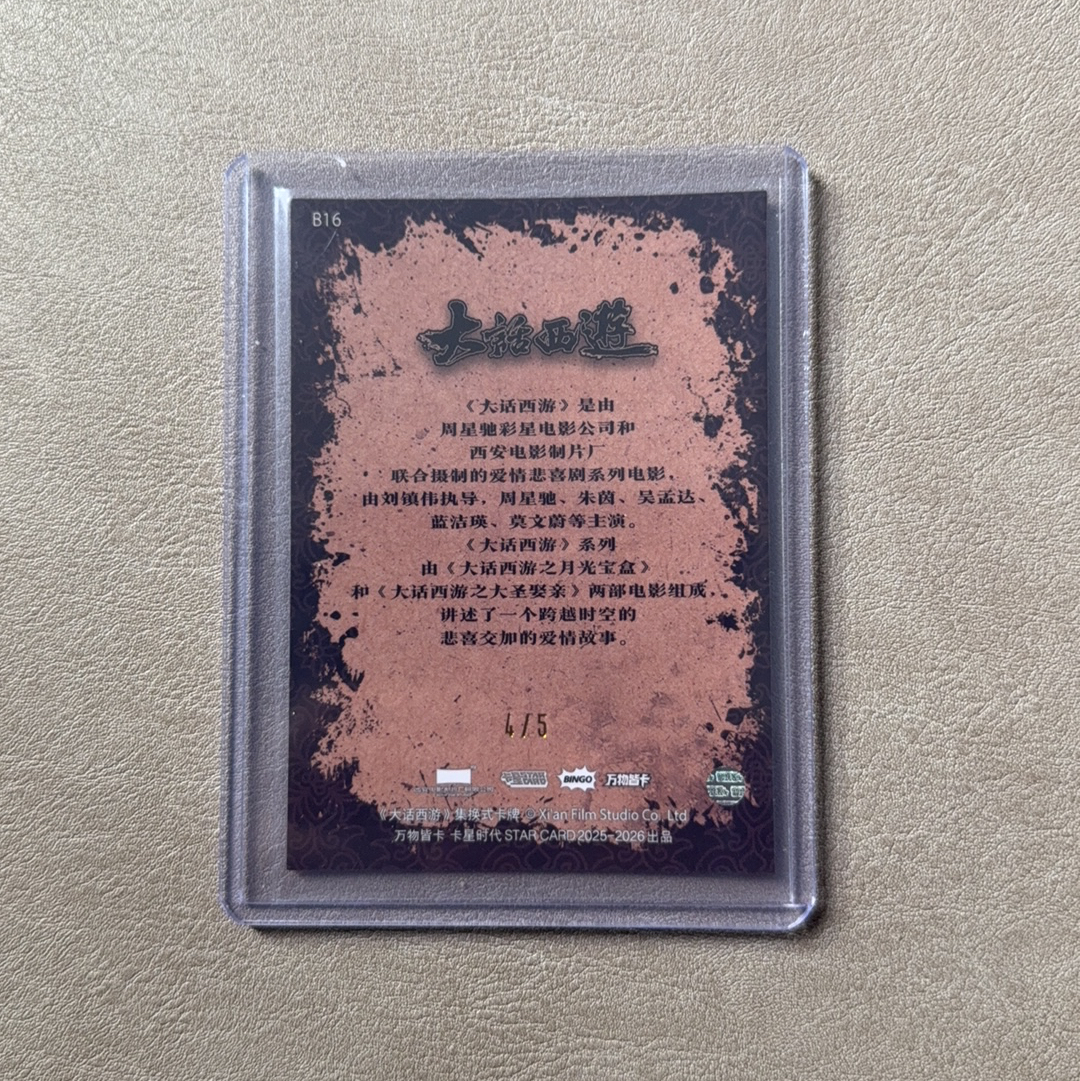 B16
大話西遊
《大话西游》是由
周星驰彩星电影公司和
西安电影制片厂
联合摄制的爱情悲喜剧系列电影，
由刘镇伟执导，周星驰、朱茵、吴孟达、
蓝洁瑛、莫文蔚等主演。
《大话西游》系列
由《大话西游之月光宝盒》
和《大话西游之大圣娶亲》两部电影组成，
讲述了一个跨越时空的
悲喜交加的爱情故事。
4/5
BINGO 万物皆卡
《大话西游》集换式卡牌 © Xi'an Film Studio Co. Ltd
万物皆卡 卡星时代 STAR CARD 2025-2026 出品